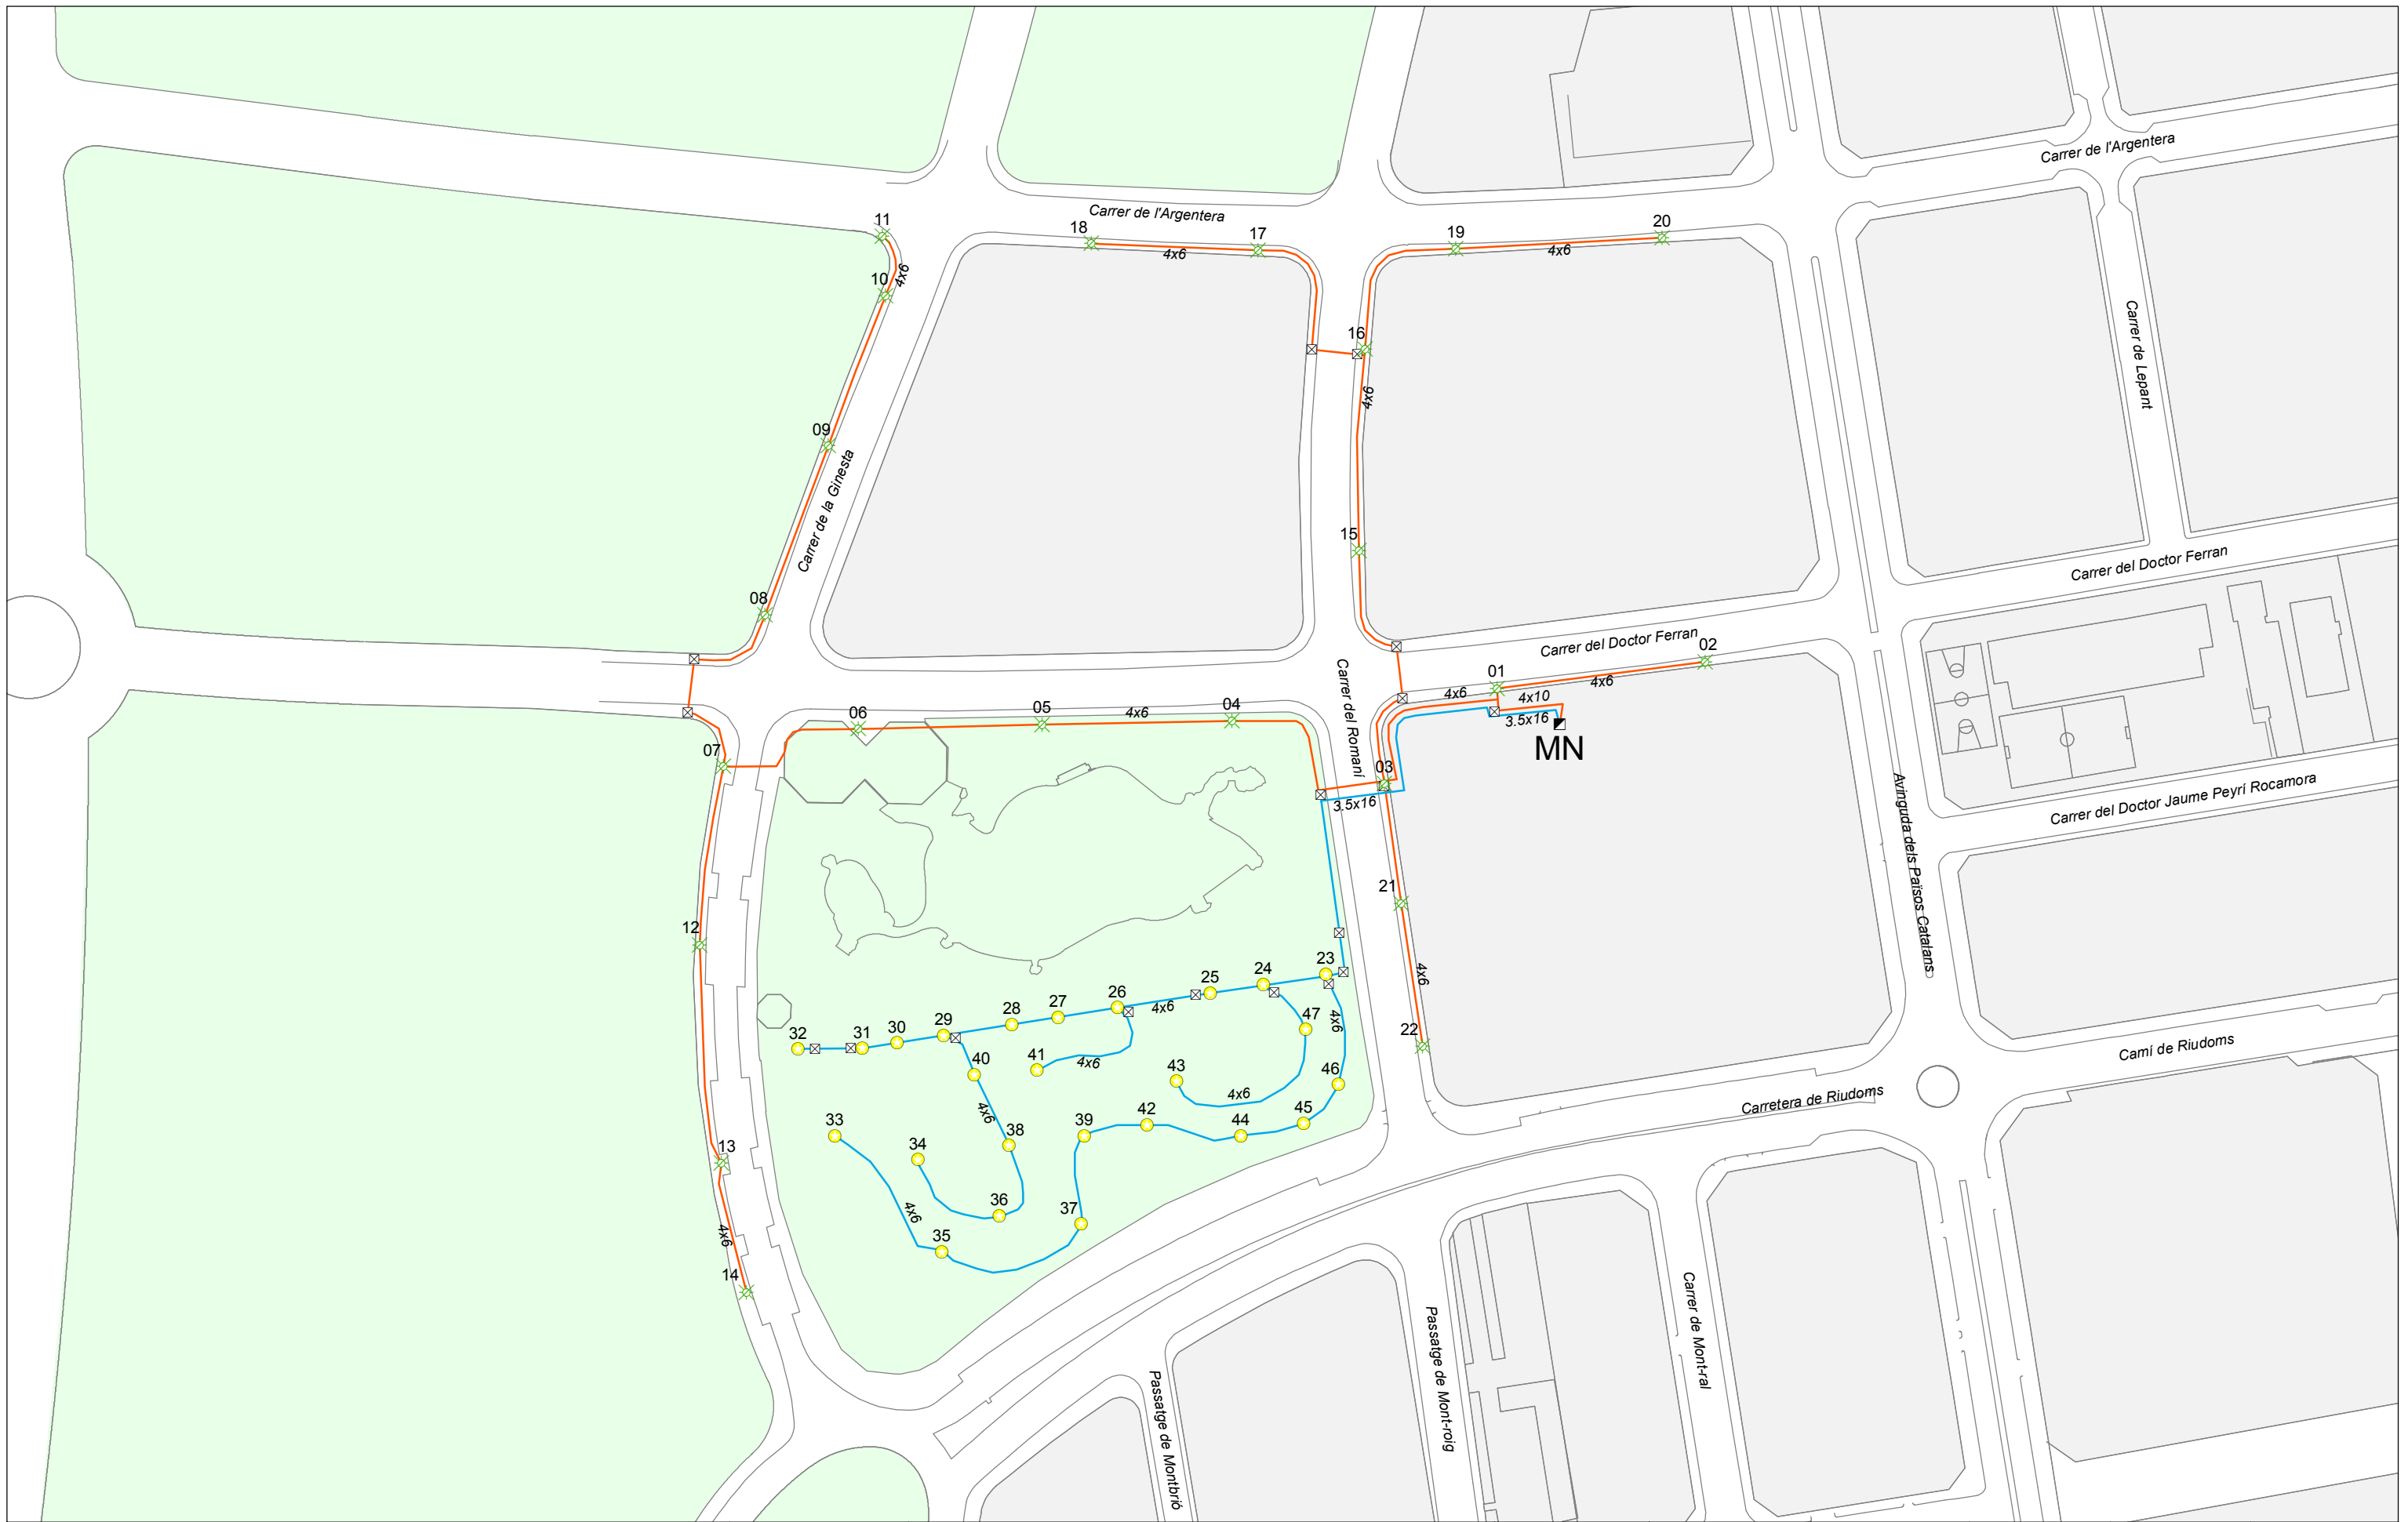 Carrer de l'Argentera
Carrer de l'Argentera
11
18
17
19
20
4x6
4x6
4x6
10
16
Carrer de Lepant
4x6
09
Carrer de la Ginesta
15
Carrer del Doctor Ferran
08
Carrer del Doctor Ferran
02
01
4x6
4x10
4x6
3.5x16
MN
Carrer del Romaní
06
05
4x6
04
07
03
3.5x16
Avinguda dels Països Catalans
Carrer del Doctor Jaume Peyrí Rocamora
21
12
4x6
23
24
25
26
4x6
27
28
29
30
31
32
47
4x6
22
40
41
4x6
43
4x6
46
Camí de Riudoms
Carretera de Riudoms
4x6
33
34
38
39
42
44
45
13
36
37
4x6
35
4x6
14
Carrer de Mont-ral
Passatge de Mont-roig
Passatge de Montbrió